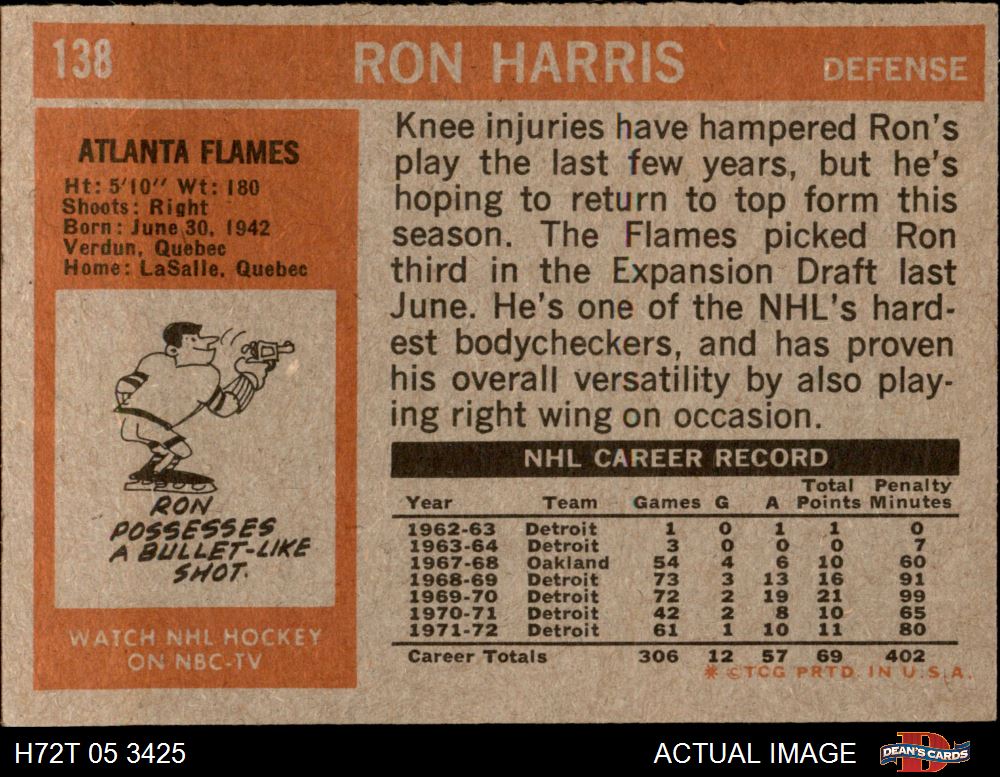 138 RON HARRIS DEFENSE
ATLANTA FLAMES
Ht: 5'10" Wt: 180
Shoots: Right
Born: June 30, 1942
Verdun, Quebec
Home: LaSalle, Quebec
RON
POSSESSES
A BULLET-LIKE
SHOT.
WATCH NHL HOCKEY
ON NBC-TV
Knee injuries have hampered Ron's
play the last few years, but he's
hoping to return to top form this
season. The Flames picked Ron
third in the Expansion Draft last
June. He's one of the NHL's hard-
est bodycheckers, and has proven
his overall versatility by also play-
ing right wing on occasion.
NHL CAREER RECORD
Total Penalty
Year Team Games G A Points Minutes
1962-63 Detroit 1 0 1 1 0
1963-64 Detroit 3 0 0 0 7
1967-68 Oakland 54 4 6 10 60
1968-69 Detroit 73 3 13 16 91
1969-70 Detroit 72 2 19 21 99
1970-71 Detroit 42 2 8 10 65
1971-72 Detroit 61 1 10 11 80
Career Totals 306 12 57 69 402
* ©TCG PRTD. IN U.S.A.
H72T 05 3425 ACTUAL IMAGE DEAN'S CARDS